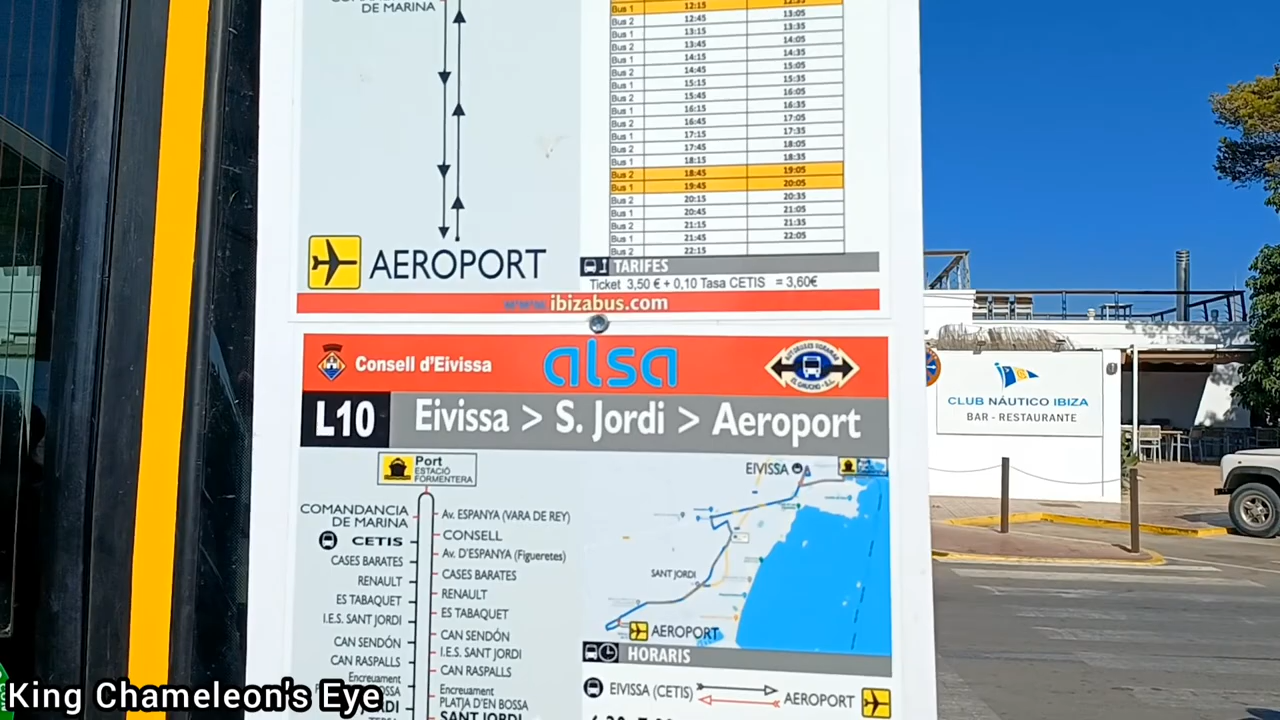 DE MARINA
Bus 1 12:15
Bus 2 12:45 13:05
Bus 1 13:15 13:35
Bus 2 13:45 14:05
Bus 1 14:15 14:35
Bus 2 14:45 15:05
Bus 1 15:15 15:35
Bus 2 15:45 16:05
Bus 1 16:15 16:35
Bus 2 16:45 17:05
Bus 1 17:15 17:35
Bus 2 17:45 18:05
Bus 1 18:15 18:35
Bus 2 18:45 19:05
Bus 1 19:45 20:05
Bus 2 20:15 20:35
Bus 1 20:45 21:05
Bus 2 21:15 21:35
Bus 1 21:45 22:05
Bus 2 22:15
AEROPORT
TARIFES
Ticket 3,50 € + 0,10 Tasa CETIS = 3,60€
ibizabus.com
Consell d'Eivissa
alsa
L10
Eivissa > S. Jordi > Aeroport
Port
ESTACIÓ
FORMENTERA
COMANDANCIA
DE MARINA
CETIS
CASES BARATES
RENAULT
ES TABAQUET
I.E.S. SANT JORDI
CAN SENDÓN
CAN RASPALLS
Encreuament
Av. ESPANYA (VARA DE REY)
CONSELL
Av. D'ESPANYA (Figueretes)
CASES BARATES
RENAULT
ES TABAQUET
CAN SENDÓN
I.E.S. SANT JORDI
CAN RASPALLS
Encreuament
PLATJA D'EN BOSSA
SANT JORDI
EIVISSA
SANT JORDI
AEROPORT
HORARIS
EIVISSA (CETIS)
AEROPORT
CLUB NÁUTICO IBIZA
BAR - RESTAURANTE
King Chameleon's Eye